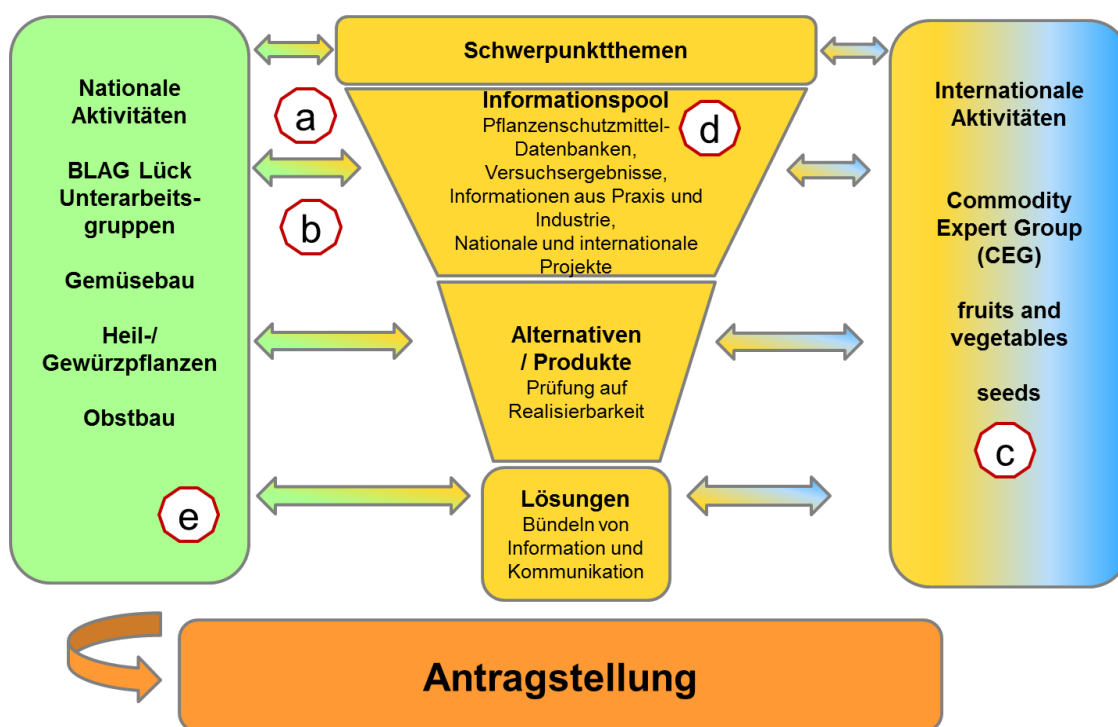 Nationale
Aktivitäten
BLAG Lück
Unterarbeits-
gruppen
Gemüsebau
Heil-/
Gewürzpflanzen
Obstbau
e
a
b
Schwerpunktthemen
Informationspool
d
Pflanzenschutzmittel-
Datenbanken,
Versuchsergebnisse,
Informationen aus Praxis und
Industrie,
Nationale und internationale
Projekte
Alternativen
/ Produkte
Prüfung auf
Realisierbarkeit
Lösungen
Bündeln von
Information und
Kommunikation
Internationale
Aktivitäten
Commodity
Expert Group
(CEG)
fruits and
vegetables
seeds
c
Antragstellung